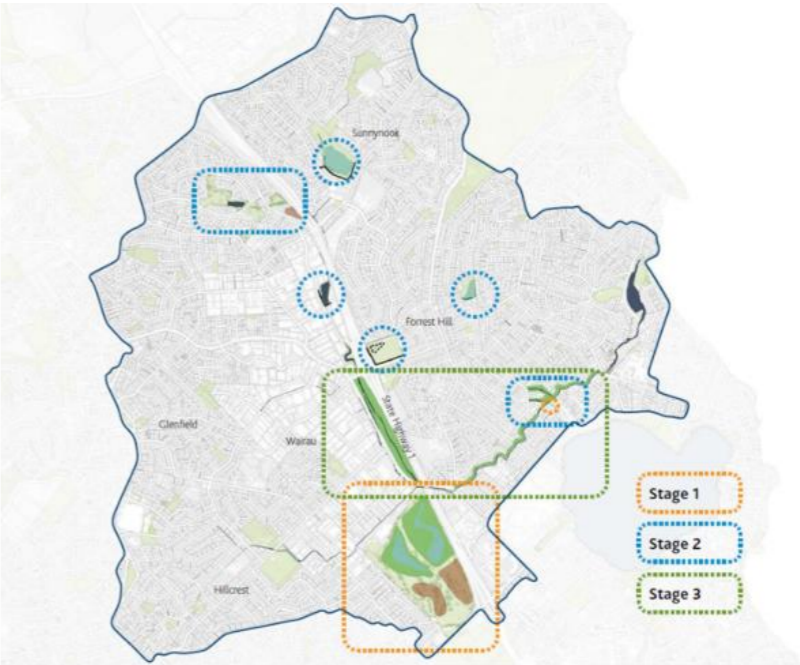 Sunnynook
Forrest Hill
State Highway 1
Glenfield
Wairau
Stage 1
Stage 2
Stage 3
Hillcrest